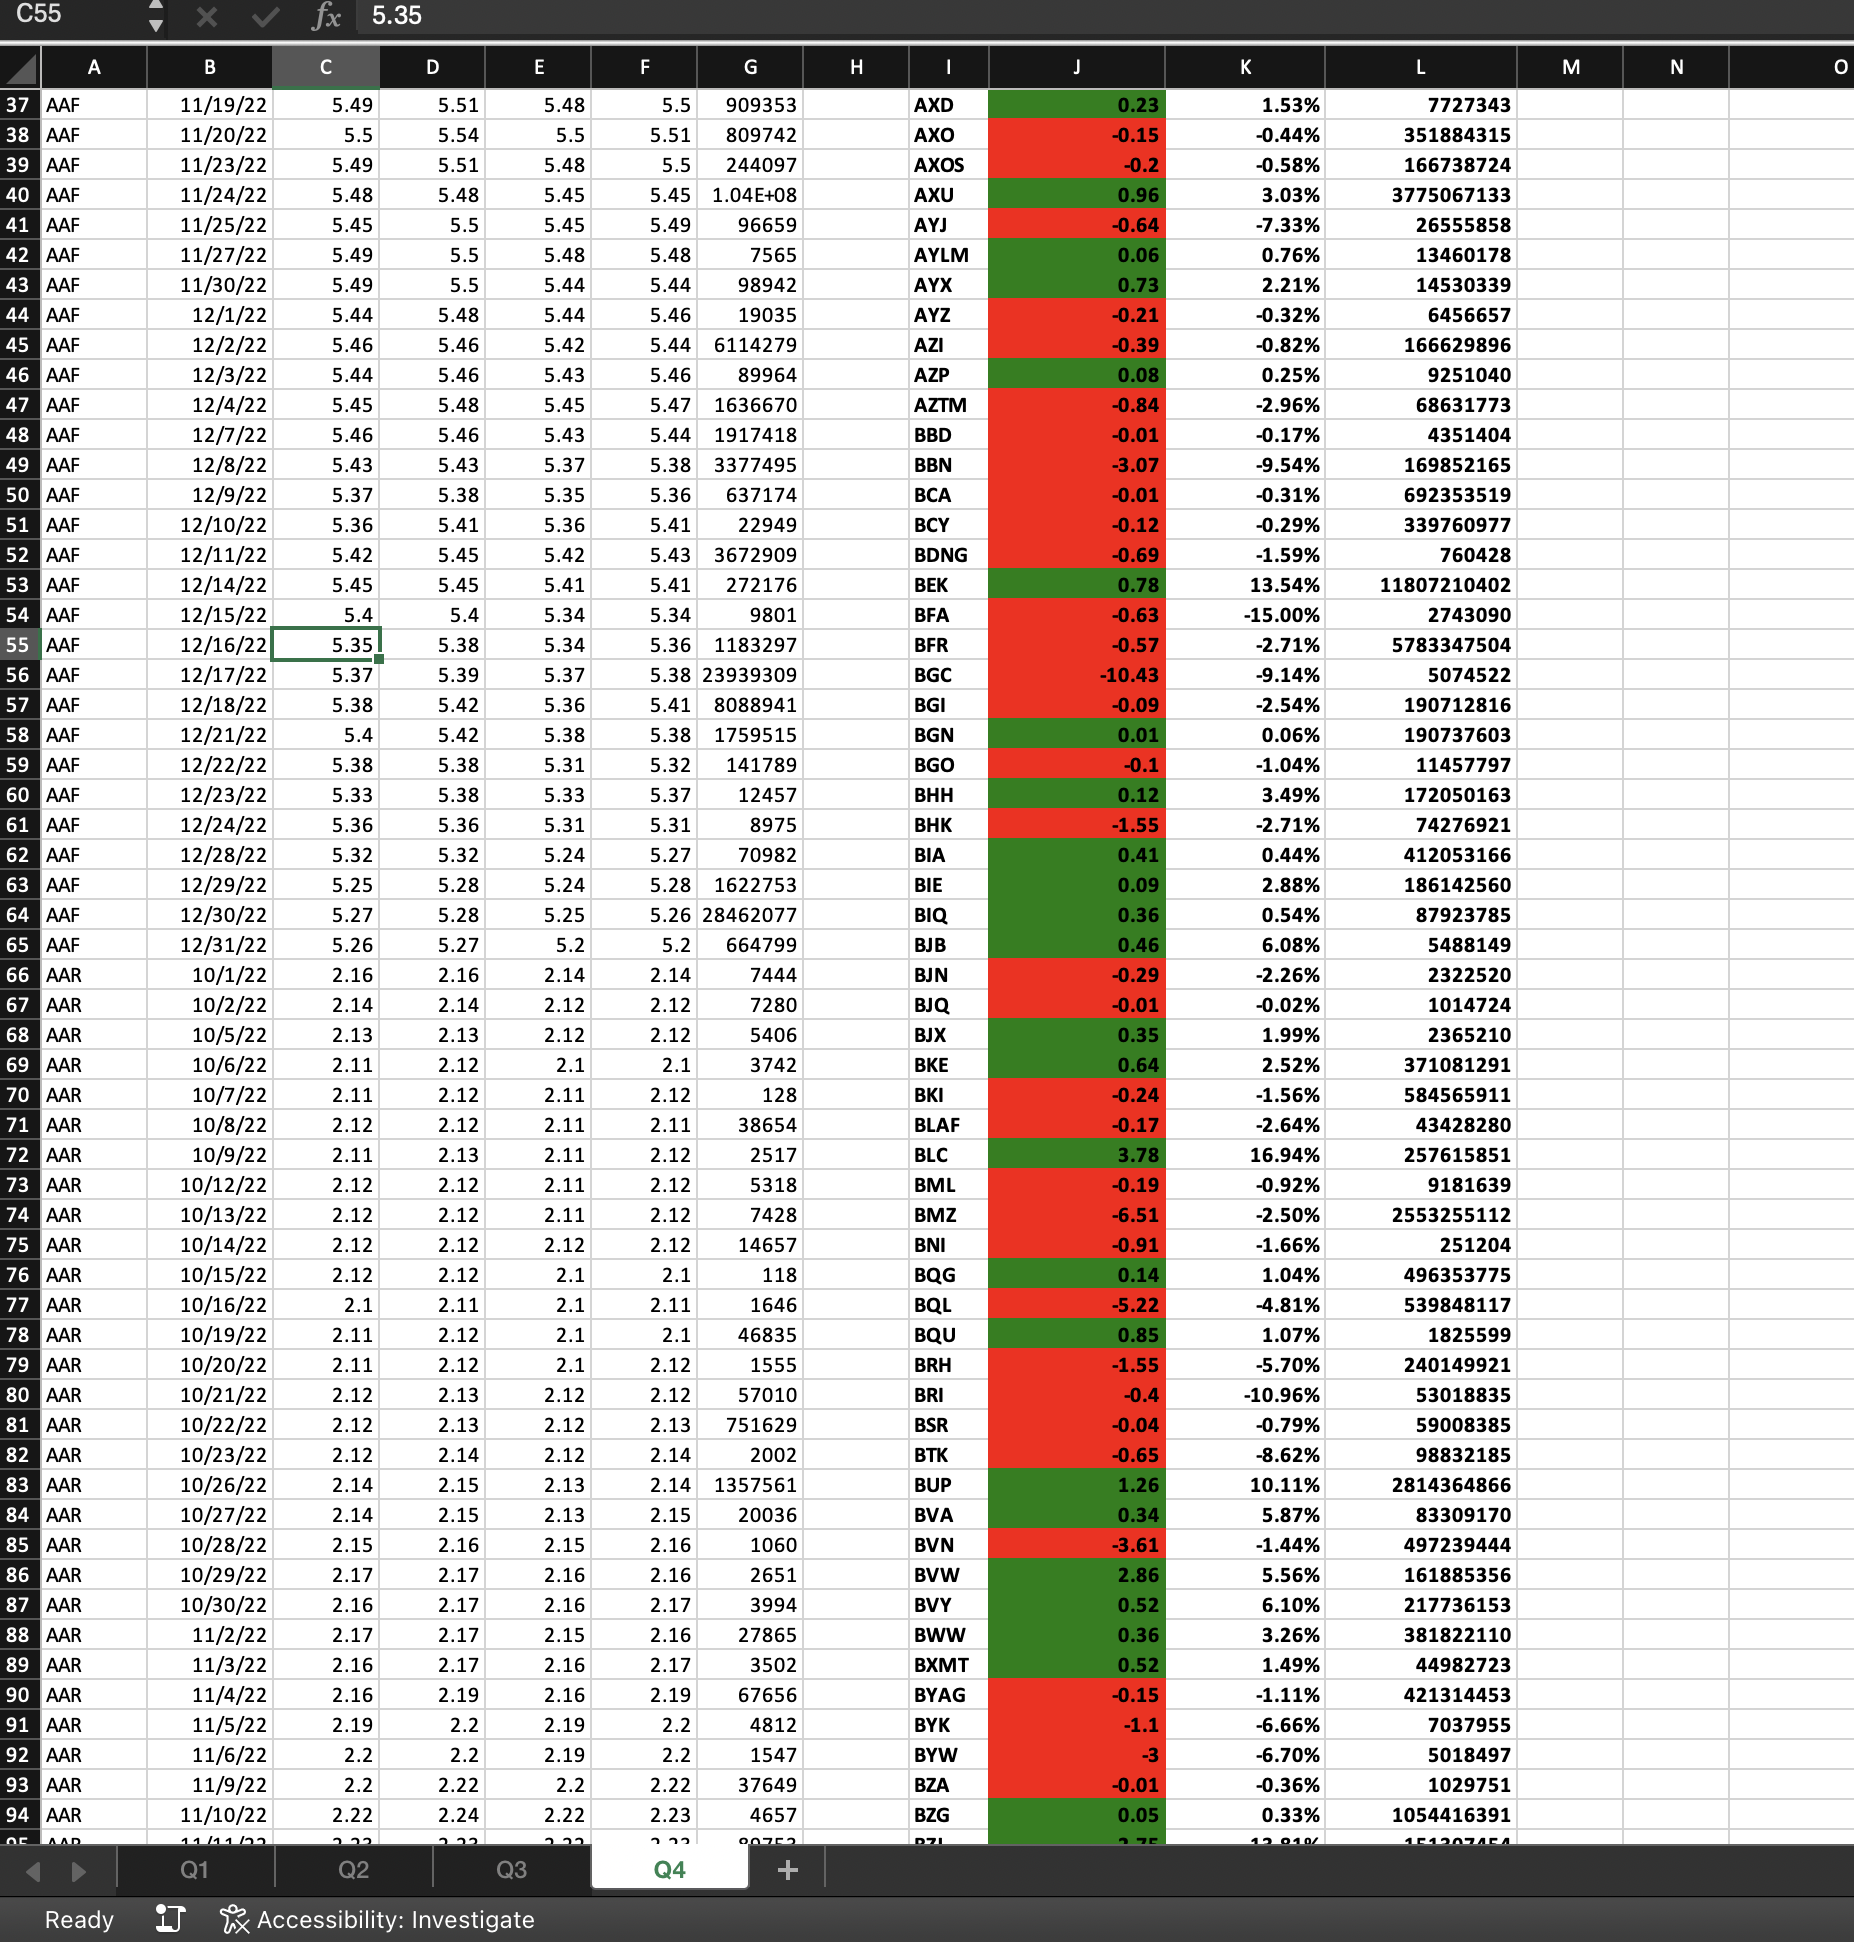 C55 fx 5.35
A B C D E F G H I J K L M N O
37 AAF 11/19/22 5.49 5.51 5.48 5.5 909353 AXD 0.23 1.53% 7727343
38 AAF 11/20/22 5.5 5.54 5.5 5.51 809742 AXO -0.15 -0.44% 351884315
39 AAF 11/23/22 5.49 5.51 5.48 5.5 244097 AXOS -0.2 -0.58% 166738724
40 AAF 11/24/22 5.48 5.48 5.45 5.45 1.04E+08 AXU 0.96 3.03% 3775067133
41 AAF 11/25/22 5.45 5.5 5.45 5.49 96659 AYJ -0.64 -7.33% 26555858
42 AAF 11/27/22 5.49 5.5 5.48 5.48 7565 AYLM 0.06 0.76% 13460178
43 AAF 11/30/22 5.49 5.5 5.44 5.44 98942 AYX 0.73 2.21% 14530339
44 AAF 12/1/22 5.44 5.48 5.44 5.46 19035 AYZ -0.21 -0.32% 6456657
45 AAF 12/2/22 5.46 5.46 5.42 5.44 6114279 AZI -0.39 -0.82% 166629896
46 AAF 12/3/22 5.44 5.46 5.43 5.46 89964 AZP 0.08 0.25% 9251040
47 AAF 12/4/22 5.45 5.48 5.45 5.47 1636670 AZTM -0.84 -2.96% 68631773
48 AAF 12/7/22 5.46 5.46 5.43 5.44 1917418 BBD -0.01 -0.17% 4351404
49 AAF 12/8/22 5.43 5.43 5.37 5.38 3377495 BBN -3.07 -9.54% 169852165
50 AAF 12/9/22 5.37 5.38 5.35 5.36 637174 BCA -0.01 -0.31% 692353519
51 AAF 12/10/22 5.36 5.41 5.36 5.41 22949 BCY -0.12 -0.29% 339760977
52 AAF 12/11/22 5.42 5.45 5.42 5.43 3672909 BDNG -0.69 -1.59% 760428
53 AAF 12/14/22 5.45 5.45 5.41 5.41 272176 BEK 0.78 13.54% 11807210402
54 AAF 12/15/22 5.4 5.4 5.34 5.34 9801 BFA -0.63 -15.00% 2743090
55 AAF 12/16/22 5.35 5.38 5.34 5.36 1183297 BFR -0.57 -2.71% 5783347504
56 AAF 12/17/22 5.37 5.39 5.37 5.38 23939309 BGC -10.43 -9.14% 5074522
57 AAF 12/18/22 5.38 5.42 5.36 5.41 8088941 BGI -0.09 -2.54% 190712816
58 AAF 12/21/22 5.4 5.42 5.38 5.38 1759515 BGN 0.01 0.06% 190737603
59 AAF 12/22/22 5.38 5.38 5.31 5.32 141789 BGO -0.1 -1.04% 11457797
60 AAF 12/23/22 5.33 5.38 5.33 5.37 12457 BHH 0.12 3.49% 172050163
61 AAF 12/24/22 5.36 5.36 5.31 5.31 8975 BHK -1.55 -2.71% 74276921
62 AAF 12/28/22 5.32 5.32 5.24 5.27 70982 BIA 0.41 0.44% 412053166
63 AAF 12/29/22 5.25 5.28 5.24 5.28 1622753 BIE 0.09 2.88% 186142560
64 AAF 12/30/22 5.27 5.28 5.25 5.26 28462077 BIQ 0.36 0.54% 87923785
65 AAF 12/31/22 5.26 5.27 5.2 5.2 664799 BJB 0.46 6.08% 5488149
66 AAR 10/1/22 2.16 2.16 2.14 2.14 7444 BJN -0.29 -2.26% 2322520
67 AAR 10/2/22 2.14 2.14 2.12 2.12 7280 BJQ -0.01 -0.02% 1014724
68 AAR 10/5/22 2.13 2.13 2.12 2.12 5406 BJX 0.35 1.99% 2365210
69 AAR 10/6/22 2.11 2.12 2.1 2.1 3742 BKE 0.64 2.52% 371081291
70 AAR 10/7/22 2.11 2.12 2.11 2.12 128 BKI -0.24 -1.56% 584565911
71 AAR 10/8/22 2.12 2.12 2.11 2.11 38654 BLAF -0.17 -2.64% 43428280
72 AAR 10/9/22 2.11 2.13 2.11 2.12 2517 BLC 3.78 16.94% 257615851
73 AAR 10/12/22 2.12 2.12 2.11 2.12 5318 BML -0.19 -0.92% 9181639
74 AAR 10/13/22 2.12 2.12 2.11 2.12 7428 BMZ -6.51 -2.50% 2553255112
75 AAR 10/14/22 2.12 2.12 2.12 2.12 14657 BNI -0.91 -1.66% 251204
76 AAR 10/15/22 2.12 2.12 2.1 2.1 118 BQG 0.14 1.04% 496353775
77 AAR 10/16/22 2.1 2.11 2.1 2.11 1646 BQL -5.22 -4.81% 539848117
78 AAR 10/19/22 2.11 2.12 2.1 2.1 46835 BQU 0.85 1.07% 1825599
79 AAR 10/20/22 2.11 2.12 2.1 2.12 1555 BRH -1.55 -5.70% 240149921
80 AAR 10/21/22 2.12 2.13 2.12 2.12 57010 BRI -0.4 -10.96% 53018835
81 AAR 10/22/22 2.12 2.13 2.12 2.13 751629 BSR -0.04 -0.79% 59008385
82 AAR 10/23/22 2.12 2.14 2.12 2.14 2002 BTK -0.65 -8.62% 98832185
83 AAR 10/26/22 2.14 2.15 2.13 2.14 1357561 BUP 1.26 10.11% 2814364866
84 AAR 10/27/22 2.14 2.15 2.13 2.15 20036 BVA 0.34 5.87% 83309170
85 AAR 10/28/22 2.15 2.16 2.15 2.16 1060 BVN -3.61 -1.44% 497239444
86 AAR 10/29/22 2.17 2.17 2.16 2.16 2651 BVW 2.86 5.56% 161885356
87 AAR 10/30/22 2.16 2.17 2.16 2.17 3994 BVY 0.52 6.10% 217736153
88 AAR 11/2/22 2.17 2.17 2.15 2.16 27865 BWW 0.36 3.26% 381822110
89 AAR 11/3/22 2.16 2.17 2.16 2.17 3502 BXMT 0.52 1.49% 44982723
90 AAR 11/4/22 2.16 2.19 2.16 2.19 67656 BYAG -0.15 -1.11% 421314453
91 AAR 11/5/22 2.19 2.2 2.19 2.2 4812 BYK -1.1 -6.66% 7037955
92 AAR 11/6/22 2.2 2.2 2.19 2.2 1547 BYW -3 -6.70% 5018497
93 AAR 11/9/22 2.2 2.22 2.2 2.22 37649 BZA -0.01 -0.36% 1029751
94 AAR 11/10/22 2.22 2.24 2.22 2.23 4657 BZG 0.05 0.33% 1054416391
Q1 Q2 Q3 Q4 +
Ready Accessibility: Investigate